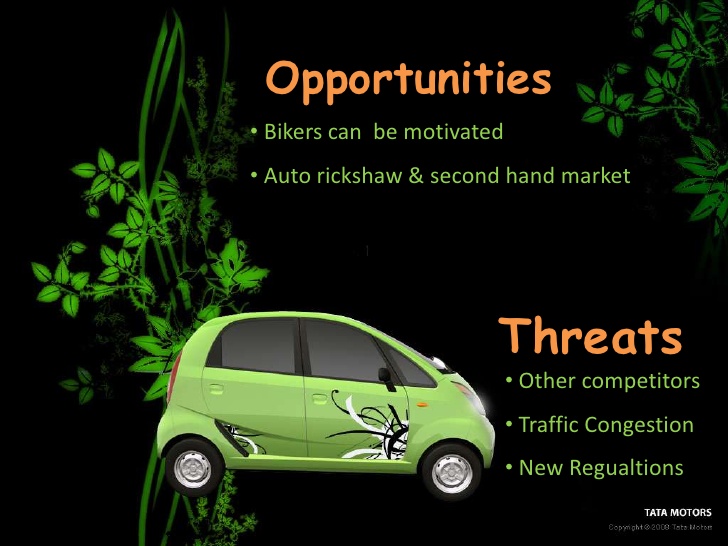 Opportunities
• Bikers can be motivated
• Auto rickshaw & second hand market
Threats
• Other competitors
• Traffic Congestion
• New Regualtions
TATA MOTORS
Copyright © 2008 Tata Motors